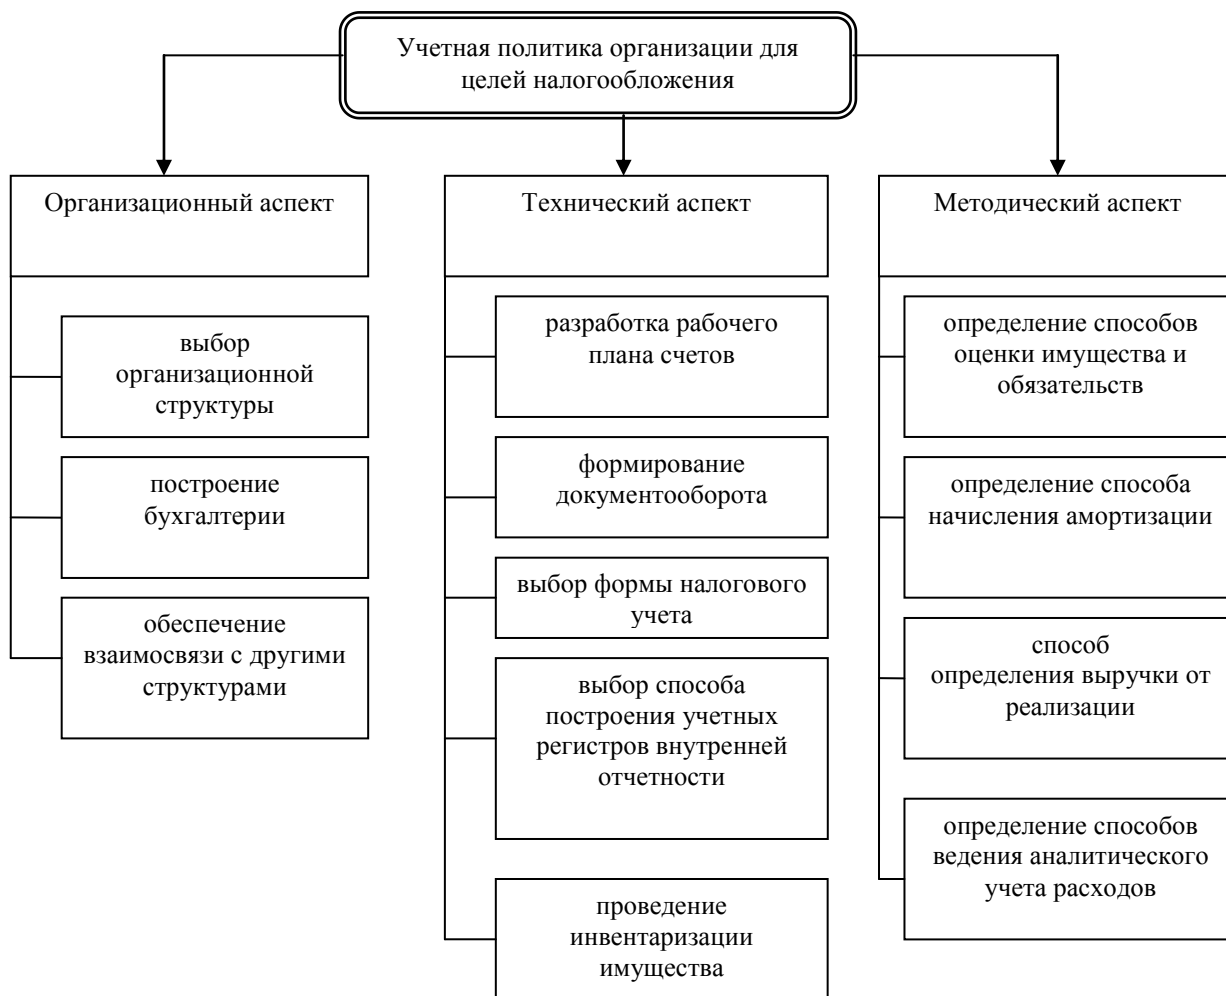 Учетная политика организации для
целей налогообложения
Организационный аспект
выбор
организационной
структуры
построение
бухгалтерии
обеспечение
взаимосвязи с другими
структурами
Технический аспект
разработка рабочего
плана счетов
формирование
документооборота
выбор формы налогового
учета
выбор способа
построения учетных
регистров внутренней
отчетности
проведение
инвентаризации
имущества
Методический аспект
определение способов
оценки имущества и
обязательств
определение способа
начисления амортизации
способ
определения выручки от
реализации
определение способов
ведения аналитического
учета расходов